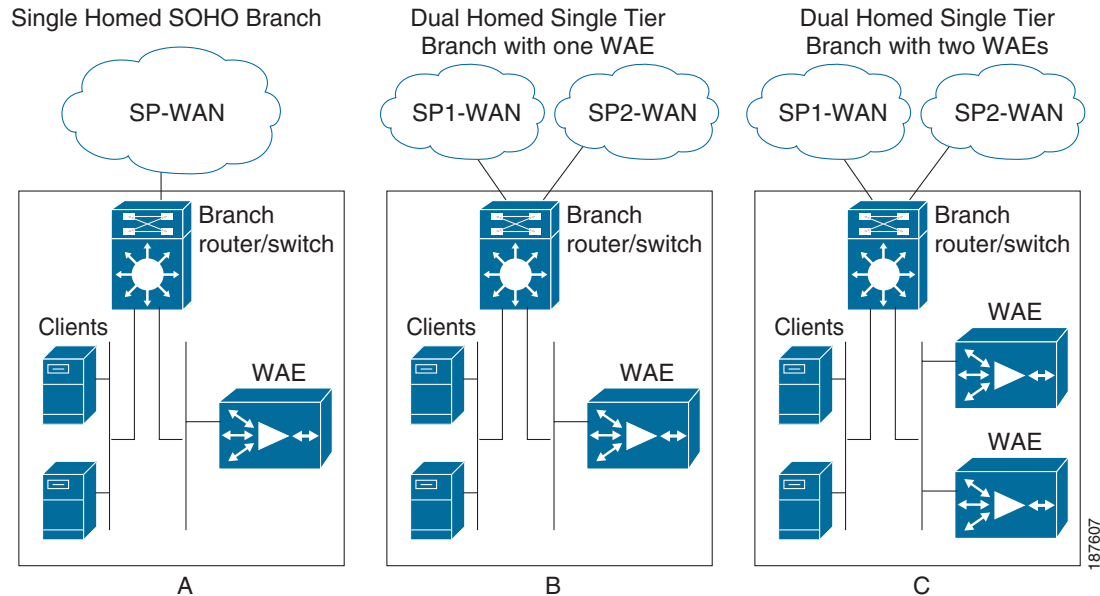 Single Homed SOHO Branch
SP-WAN
Branch
router/switch
Clients
WAE
A
Dual Homed Single Tier
Branch with one WAE
SP1-WAN
SP2-WAN
Branch
router/switch
Clients
WAE
B
Dual Homed Single Tier
Branch with two WAEs
SP1-WAN
SP2-WAN
Branch
router/switch
Clients
WAE
WAE
C
187607